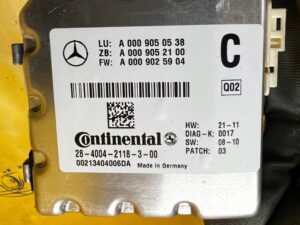 LU: A 000 905 05 38
ZB: A 000 905 21 00
FW: A 000 902 59 04
C
Q02
Continental
HW: 21-11
DIAG-K: 0017
SW: 08-10
PATCH: 03
28-4004-2118-3-00
00213404006DA
Made in Germany